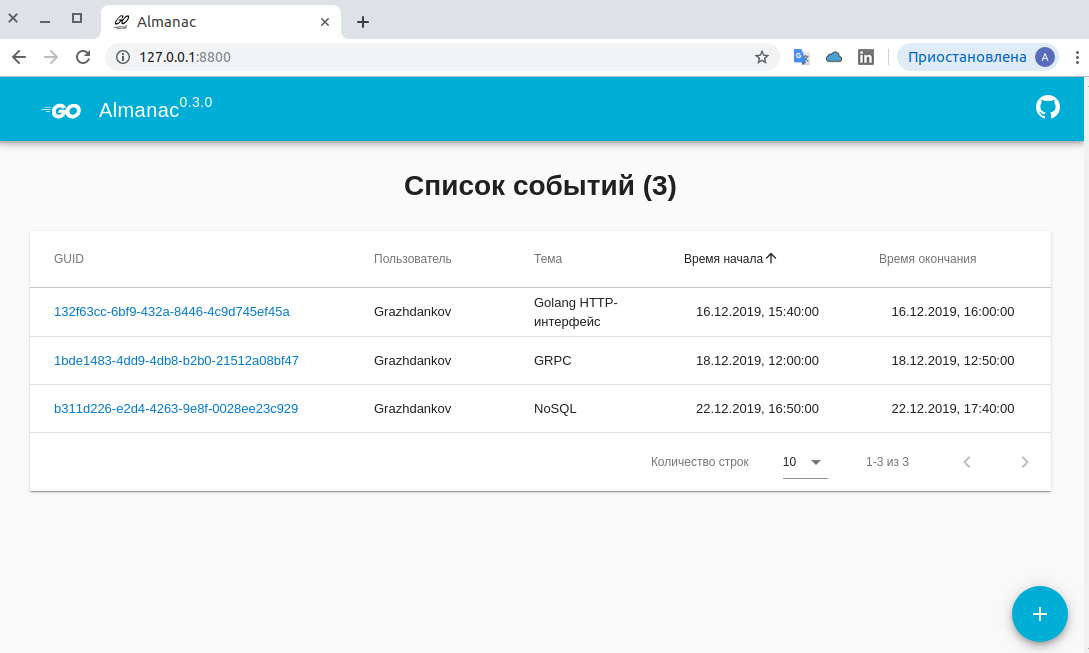 Almanac
127.0.0.1:8800
Приостановлена A
GO Almanac 0.3.0
Список событий (3)
GUID Пользователь Тема Время начала Время окончания
132f63cc-6bf9-432a-8446-4c9d745ef45a Grazhdankov Golang HTTP-интерфейс 16.12.2019, 15:40:00 16.12.2019, 16:00:00
1bde1483-4dd9-4db8-b2b0-21512a08bf47 Grazhdankov GRPC 18.12.2019, 12:00:00 18.12.2019, 12:50:00
b311d226-e2d4-4263-9e8f-0028ee23c929 Grazhdankov NoSQL 22.12.2019, 16:50:00 22.12.2019, 17:40:00
Количество строк 10 1-3 из 3